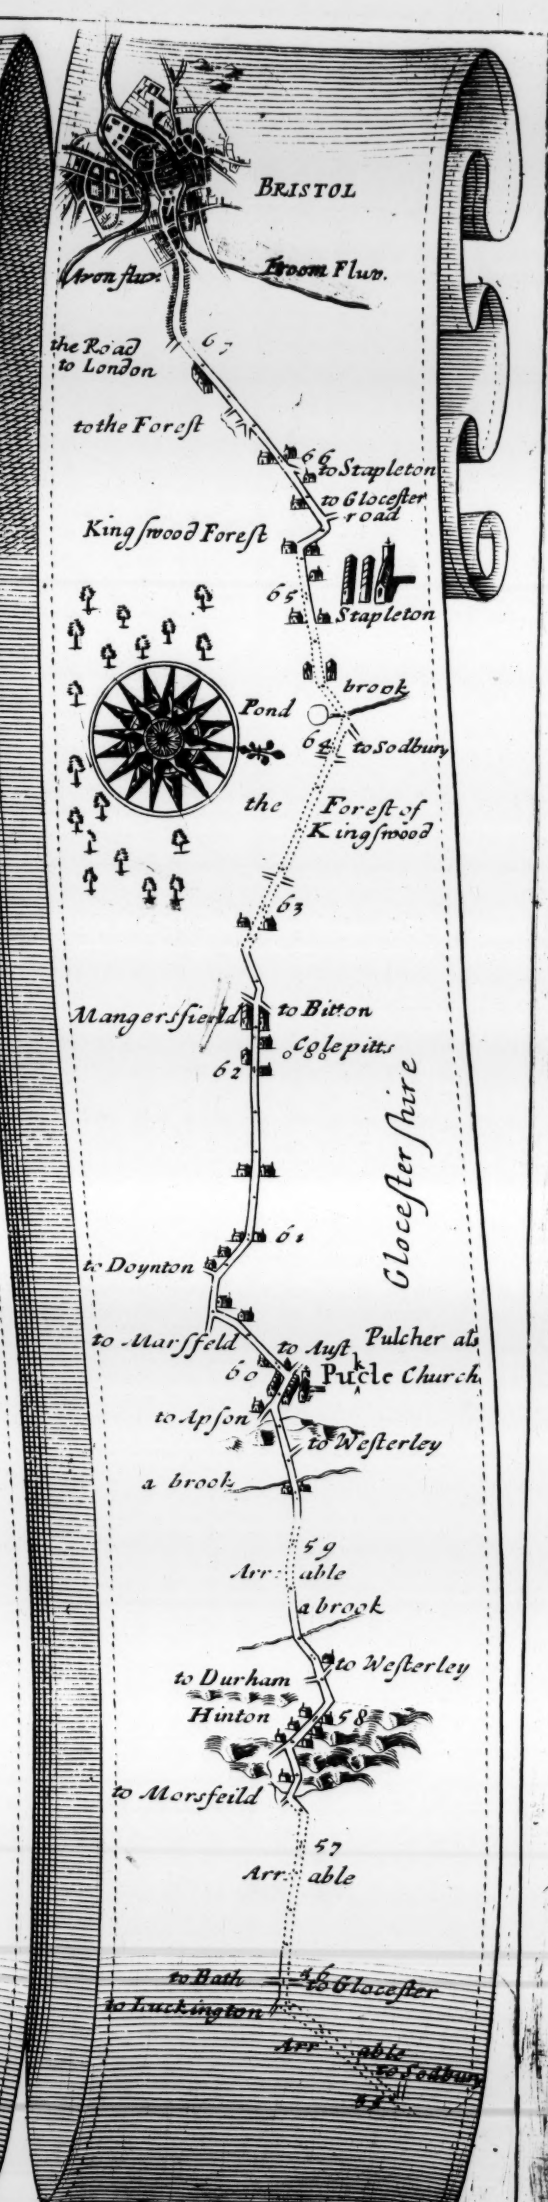 BRISTOL
Avon fluv.
Froom Fluv.
67
the Road
to London
to the Forest
66
to Stapleton
to Glocester
road
Kingswood Forest
65
Stapleton
brook
Pond
64
to Sodbury
the Forest of
Kingswood
63
Mangersfieild
to Bitton
Colepitts
62
Glocestershire
61
to Doynton
to Marsfeld
to Aust
Pulcher als
60
Pucle Church
k
to Apson
to Westerley
a brook
59
Arr: able
a brook
to Westerley
to Durham
Hinton
58
to Morsfeild
57
Arr: able
to Bath
56
to Glocester
to Luckington
Arr able
to Sodbury